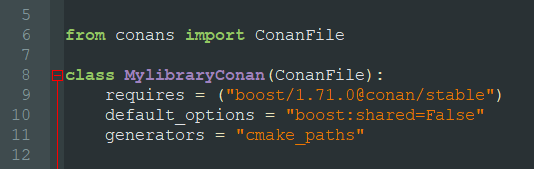 5
6 from conans import ConanFile
7
8 class MylibraryConan(ConanFile):
9 requires = ("boost/1.71.0@conan/stable")
10 default_options = "boost:shared=False"
11 generators = "cmake_paths"
12